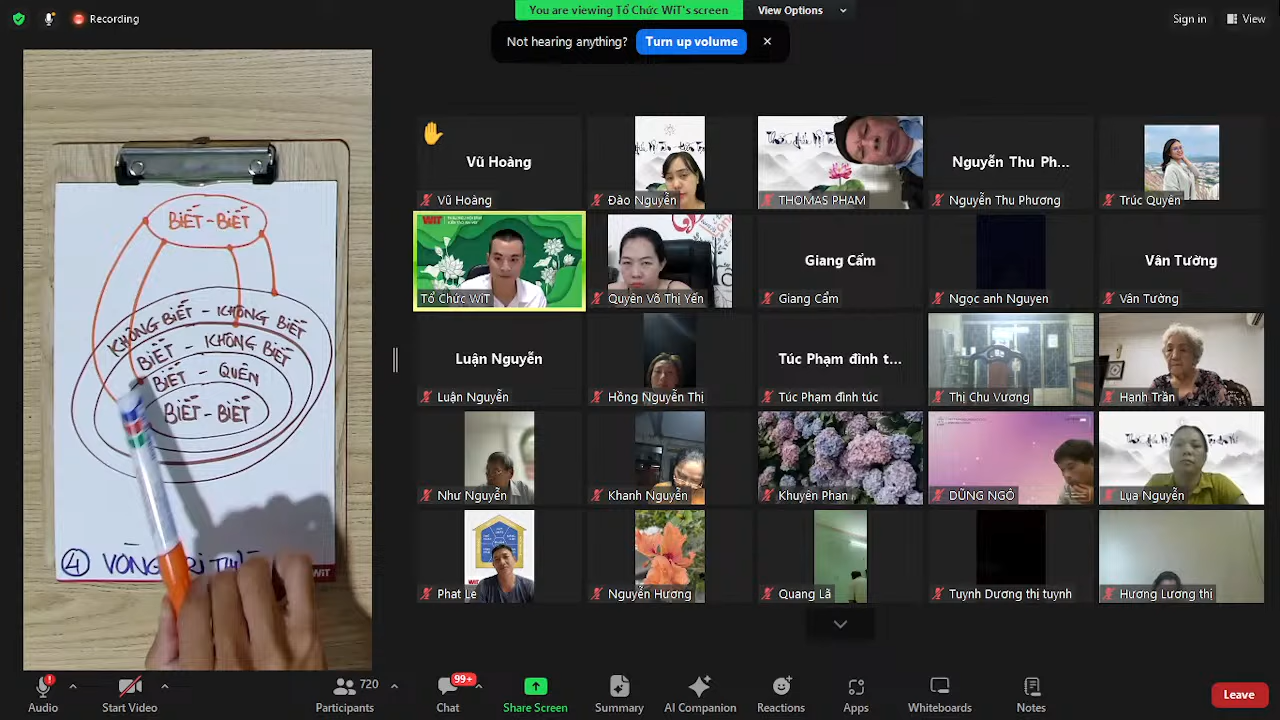 Recording
You are viewing Tổ Chức WiT's screen
View Options
Sign in
View
Not hearing anything?
Turn up volume
BIẾT - BIẾT
KHÔNG BIẾT - KHÔNG BIẾT
BIẾT - KHÔNG BIẾT
BIẾT - QUÊN
BIẾT - BIẾT
④ VÒNG TRI
WiT
Vũ Hoàng
Nguyễn Thu Ph...
Vũ Hoàng
Đào Nguyễn
THOMAS PHAN
Nguyễn Thu Phương
Trúc Quyên
WiT
Giang Cẩm
Vân Tường
Tổ Chức WiT
Quyên Võ Thị Yến
Giang Cẩm
Ngọc anh Nguyen
Vân Tường
Luận Nguyễn
Túc Phạm đình t...
Luận Nguyễn
Hồng Nguyễn Thị
Túc Phạm đình túc
Thị Chu Vương
Hạnh Trần
Như Nguyễn
Khanh Nguyễn
Khuyên Phan
DŨNG NGÔ
Lụa Nguyễn
Phat Le
Nguyễn Hương
Quang Lã
Tuynh Dương thị tuynh
Hương Lương thị
Audio
Start Video
Participants
720
99+
Chat
Share Screen
Summary
AI Companion
Reactions
Apps
Whiteboards
Notes
Leave